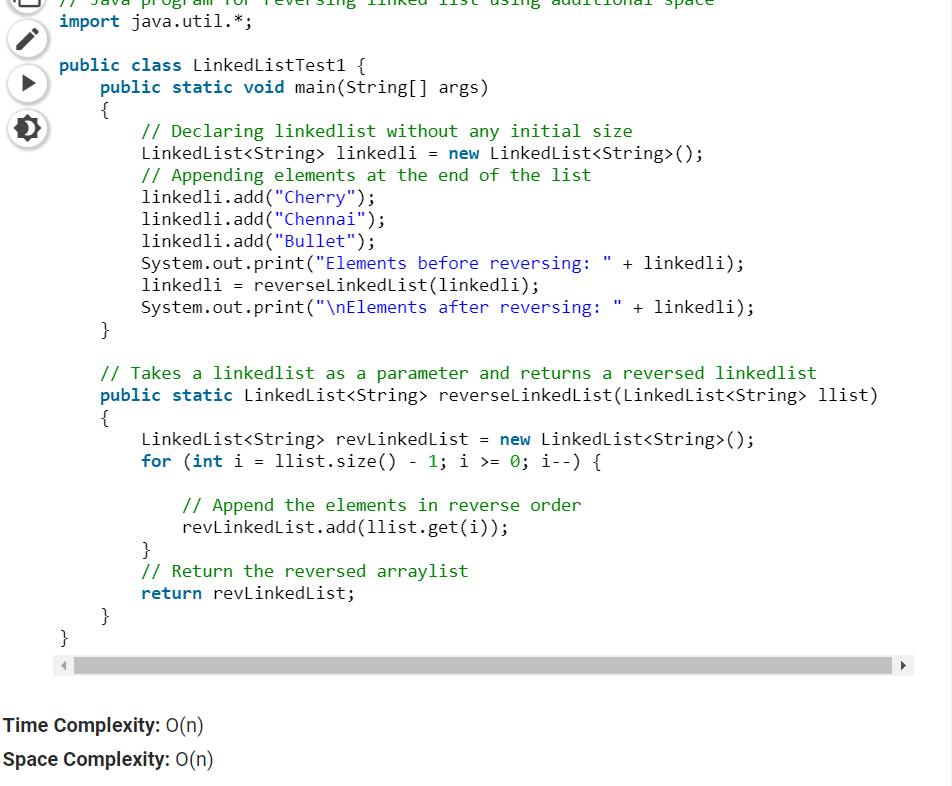 // Java program for reversing linked list using additional space
import java.util.*;
public class LinkedListTest1 {
    public static void main(String[] args)
    {
        // Declaring linkedlist without any initial size
        LinkedList<String> linkedli = new LinkedList<String>();
        // Appending elements at the end of the list
        linkedli.add("Cherry");
        linkedli.add("Chennai");
        linkedli.add("Bullet");
        System.out.print("Elements before reversing: " + linkedli);
        linkedli = reverseLinkedList(linkedli);
        System.out.print("\nElements after reversing: " + linkedli);
    }
    // Takes a linkedlist as a parameter and returns a reversed linkedlist
    public static LinkedList<String> reverseLinkedList(LinkedList<String> llist)
    {
        LinkedList<String> revLinkedList = new LinkedList<String>();
        for (int i = llist.size() - 1; i >= 0; i--) {
            // Append the elements in reverse order
            revLinkedList.add(llist.get(i));
        }
        // Return the reversed arraylist
        return revLinkedList;
    }
}
Time Complexity: O(n)
Space Complexity: O(n)